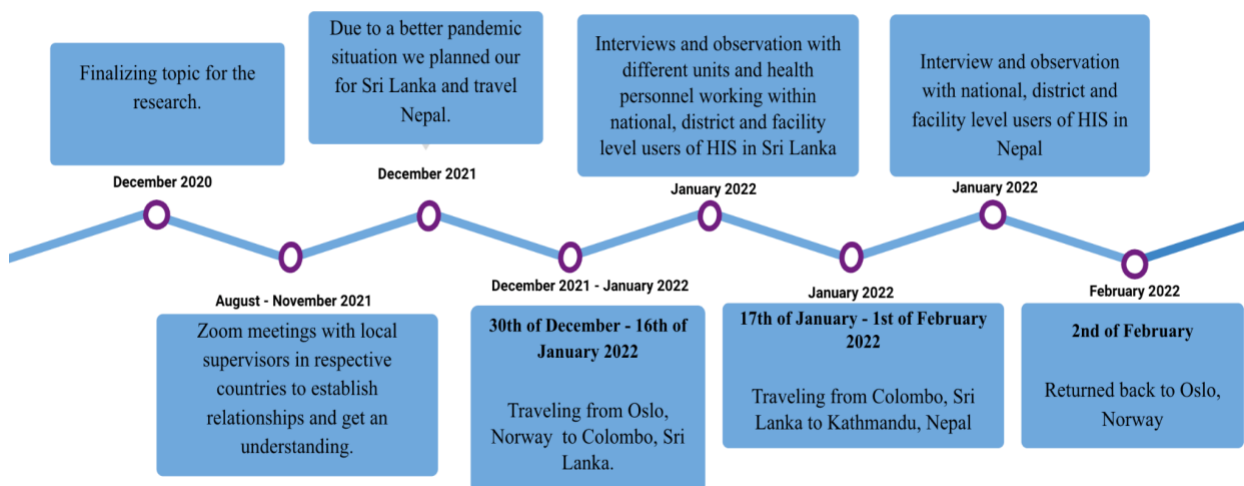 Finalizing topic for the
research.
December 2020
August - November 2021
Zoom meetings with local
supervisors in respective
countries to establish
relationships and get an
understanding.
Due to a better pandemic
situation we planned our
for Sri Lanka and travel
Nepal.
December 2021
December 2021 - January 2022
30th of December - 16th of
January 2022
Traveling from Oslo,
Norway to Colombo, Sri
Lanka.
Interviews and observation with
different units and health
personnel working within
national, district and facility
level users of HIS in Sri Lanka
January 2022
January 2022
17th of January - 1st of February
2022
Traveling from Colombo, Sri
Lanka to Kathmandu, Nepal
Interview and observation
with national, district and
facility level users of HIS in
Nepal
January 2022
February 2022
2nd of February
Returned back to Oslo,
Norway